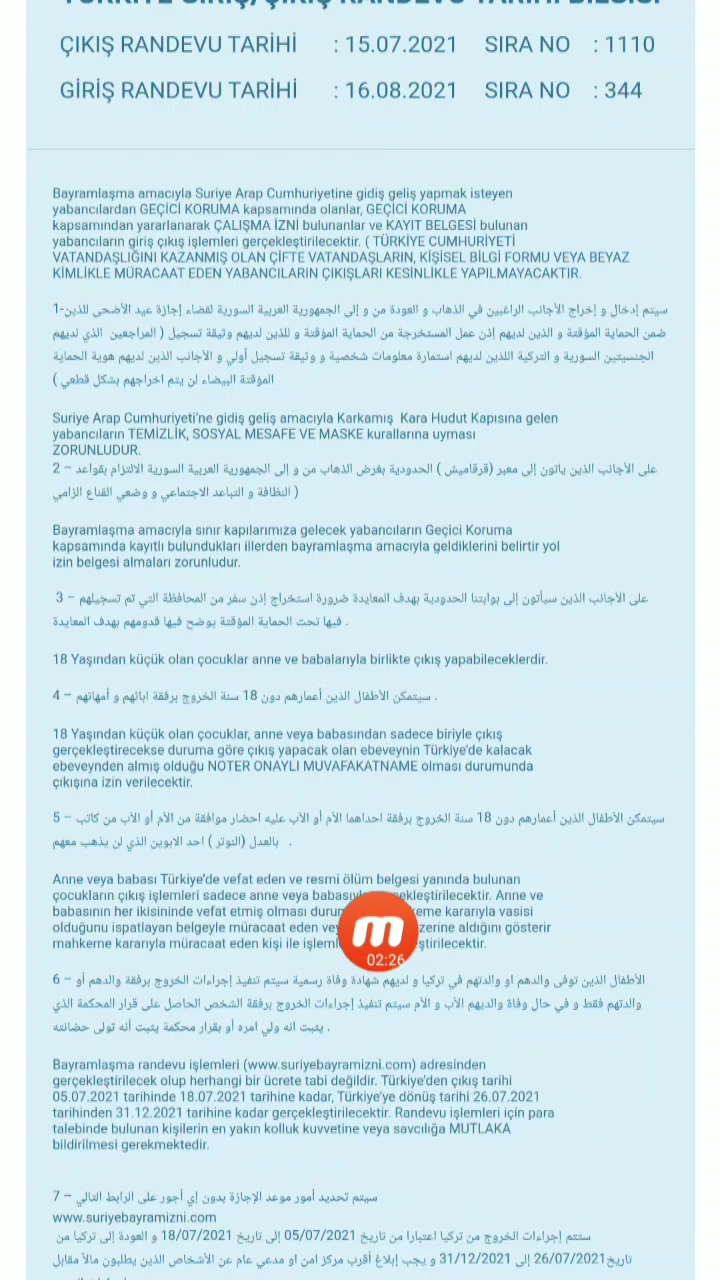 ÇIKIŞ RANDEVU TARİHİ : 15.07.2021 SIRA NO : 1110
GİRİŞ RANDEVU TARİHİ : 16.08.2021 SIRA NO : 344
Bayramlaşma amacıyla Suriye Arap Cumhuriyetine gidiş geliş yapmak isteyen
yabancılardan GEÇİCİ KORUMA kapsamında olanlar, GEÇİCİ KORUMA
kapsamından yararlanarak ÇALIŞMA İZNİ bulunanlar ve KAYIT BELGESİ bulunan
yabancıların giriş çıkış işlemleri gerçekleştirilecektir. ( TÜRKİYE CUMHURİYETİ
VATANDAŞLIĞINI KAZANMIŞ OLAN ÇİFTE VATANDAŞLARIN, KİŞİSEL BİLGİ FORMU VEYA BEYAZ
KİMLİKLE MÜRACAAT EDEN YABANCILARIN ÇIKIŞLARI KESİNLİKLE YAPILMAYACAKTIR.
1-سيتم إدخال و إخراج الأجانب الراغبين في الذهاب و العودة من و إلى الجمهورية العربية السورية لقضاء إجازة عيد الأضحى للذين
ضمن الحماية المؤقتة و الذين لديهم إذن عمل المستخرجة من الحماية المؤقتة و للذين لديهم وثيقة تسجيل ( المراجعين الذي لديهم
الجنسيتين السورية و التركية اللذين لديهم استمارة معلومات شخصية و وثيقة تسجيل أولي و الأجانب الذين لديهم هوية الحماية
المؤقتة البيضاء لن يتم اخراجهم بشكل قطعي )
Suriye Arap Cumhuriyeti'ne gidiş geliş amacıyla Karkamış Kara Hudut Kapısına gelen
yabancıların TEMİZLİK, SOSYAL MESAFE VE MASKE kurallarına uyması
ZORUNLUDUR.
2 – على الأجانب الذين ياتون إلى معبر (قرقاميش ) الحدودية بغرض الذهاب من و إلى الجمهورية العربية السورية الالتزام بقواعد
( النظافة و التباعد الاجتماعي و وضعي القناع الزامي
Bayramlaşma amacıyla sınır kapılarımıza gelecek yabancıların Geçici Koruma
kapsamında kayıtlı bulundukları illerden bayramlaşma amacıyla geldiklerini belirtir yol
izin belgesi almaları zorunludur.
3 – على الأجانب الذين سيأتون إلى بوابتنا الحدودية بهدف المعايدة ضرورة استخراج إذن سفر من المحافظة التي تم تسجيلهم
فيها تحت الحماية المؤقتة يوضح فيها قدومهم بهدف المعايدة .
18 Yaşından küçük olan çocuklar anne ve babalarıyla birlikte çıkış yapabileceklerdir.
4 – سيتمكن الأطفال الذين أعمارهم دون 18 سنة الخروج برفقة ابائهم و أمهاتهم .
18 Yaşından küçük olan çocuklar, anne veya babasından sadece biriyle çıkış
gerçekleştirecekse duruma göre çıkış yapacak olan ebeveynin Türkiye'de kalacak
ebeveynden almış olduğu NOTER ONAYLI MUVAFAKATNAME olması durumunda
çıkışına izin verilecektir.
5 – سيتمكن الأطفال الذين أعمارهم دون 18 سنة الخروج برفقة احداهما الأم أو الأب عليه احضار موافقة من الأم أو الأب من كاتب
بالعدل (النوتر ) احد الابوين الذي لن يذهب معهم .
Anne veya babası Türkiye'de vefat eden ve resmi ölüm belgesi yanında bulunan
çocukların çıkış işlemleri sadece anne veya ekleştirilecektir. Anne ve
babasının her ikisininde vefat etmiş olması kararıyla vasisi
olduğunu ispatlayan belgeyle müracaat eden aldığını gösterir
mahkeme kararıyla müracaat eden kişi ile
m
02:26
6 – الأطفال الذين توفى والدهم او والدتهم في تركيا و لديهم شهادة وفاة رسمية سيتم تنفيذ إجراءات الخروج برفقة والدهم أو
والدتهم فقط و في حال وفاة والديهم الأب و الأم سيتم تنفيذ إجراءات الخروج برفقة الشخص الحاصل على قرار المحكمة الذي
يثبت انه ولي امره أو بقرار محكمة يثبت أنه تولى حضانته .
Bayramlaşma randevu işlemleri (www.suriyebayramizni.com) adresinden
gerçekleştirilecek olup herhangi bir ücrete tabi değildir. Türkiye'den çıkış tarihi
05.07.2021 tarihinde 18.07.2021 tarihine kadar, Türkiye'ye dönüş tarihi 26.07.2021
tarihinden 31.12.2021 tarihine kadar gerçekleştirilecektir. Randevu işlemleri için para
talebinde bulunan kişilerin en yakın kolluk kuvvetine veya savcılığa MUTLAKA
bildirilmesi gerekmektedir.
7 – سيتم تحديد أمور موعد الإجازة بدون إي أجور على الرابط التالي
www.suriyebayramizni.com
ستتم إجراءات الخروج من تركيا اعتبارا من تاريخ 05/07/2021 إلى تاريخ 18/07/2021 و العودة إلى تركيا من
تاريخ26/07/2021 إلى 31/12/2021 و يجب إبلاغ أقرب مركز امن او مدعي عام عن الأشخاص الذين يطلبون مالاً مقابل